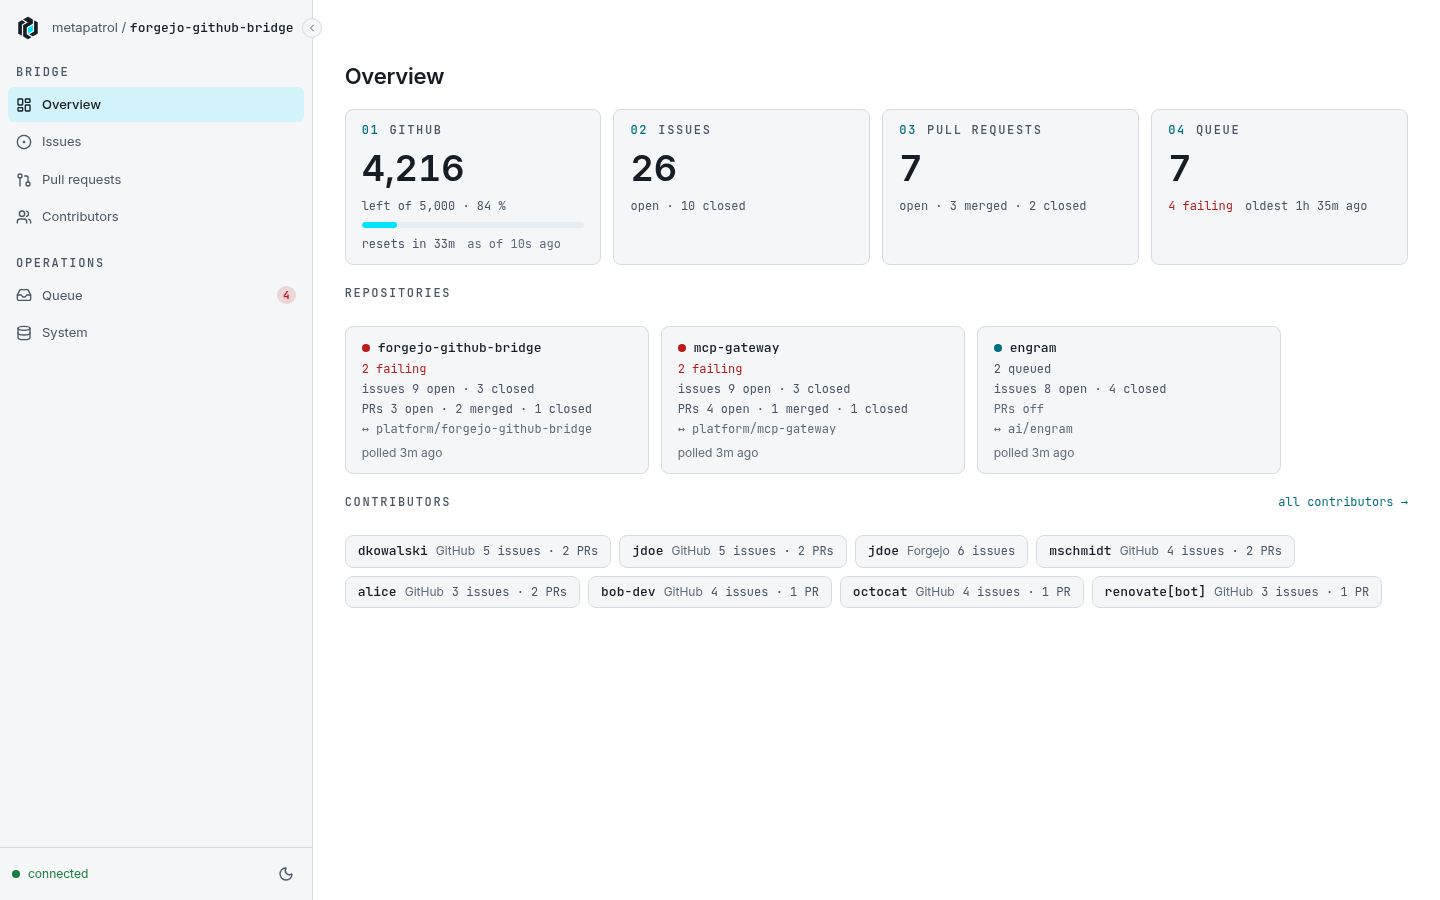 metapatrol / forgejo-github-bridge
BRIDGE
Overview
Issues
Pull requests
Contributors
OPERATIONS
Queue 4
System
connected
Overview
01 GITHUB
4,216
left of 5,000 · 84 %
resets in 33m as of 10s ago
02 ISSUES
26
open · 10 closed
03 PULL REQUESTS
7
open · 3 merged · 2 closed
04 QUEUE
7
4 failing oldest 1h 35m ago
REPOSITORIES
forgejo-github-bridge
2 failing
issues 9 open · 3 closed
PRs 3 open · 2 merged · 1 closed
↔ platform/forgejo-github-bridge
polled 3m ago
mcp-gateway
2 failing
issues 9 open · 3 closed
PRs 4 open · 1 merged · 1 closed
↔ platform/mcp-gateway
polled 3m ago
engram
2 queued
issues 8 open · 4 closed
PRs off
↔ ai/engram
polled 3m ago
CONTRIBUTORS
all contributors →
dkowalski GitHub 5 issues · 2 PRs
jdoe GitHub 5 issues · 2 PRs
jdoe Forgejo 6 issues
mschmidt GitHub 4 issues · 2 PRs
alice GitHub 3 issues · 2 PRs
bob-dev GitHub 4 issues · 1 PR
octocat GitHub 4 issues · 1 PR
renovate[bot] GitHub 3 issues · 1 PR